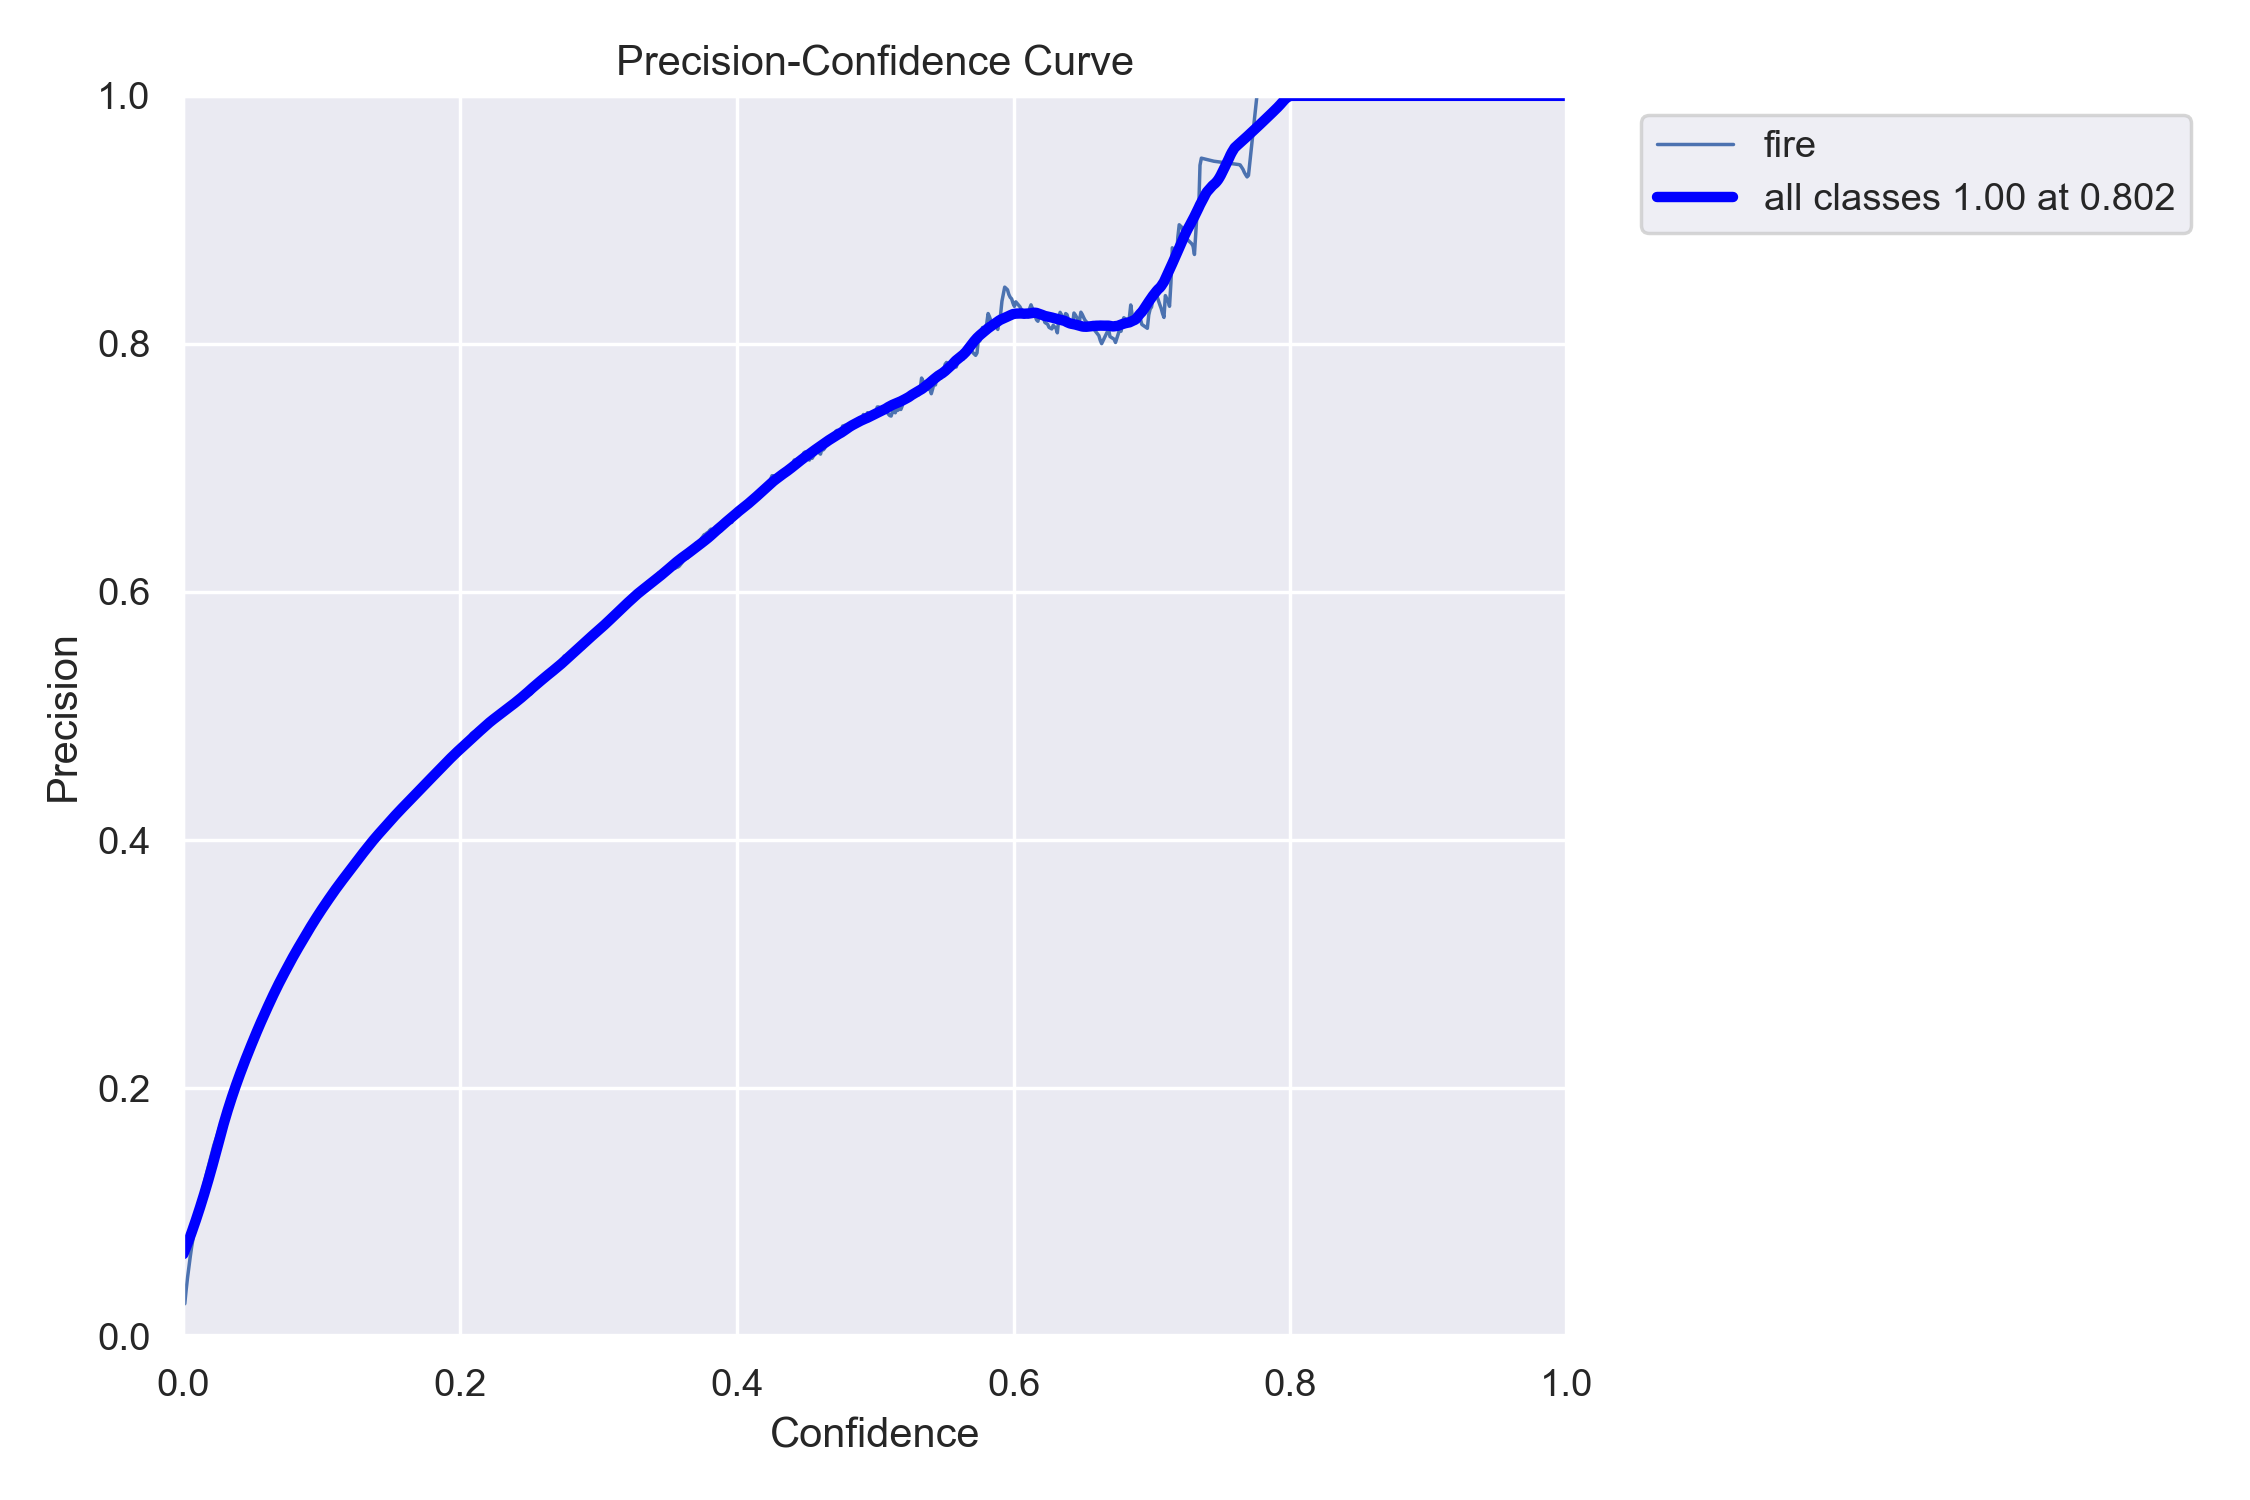 Precision-Confidence Curve
1.0
0.8
0.6
0.4
0.2
0.0
Precision
0.0 0.2 0.4 0.6 0.8 1.0
Confidence
fire
all classes 1.00 at 0.802